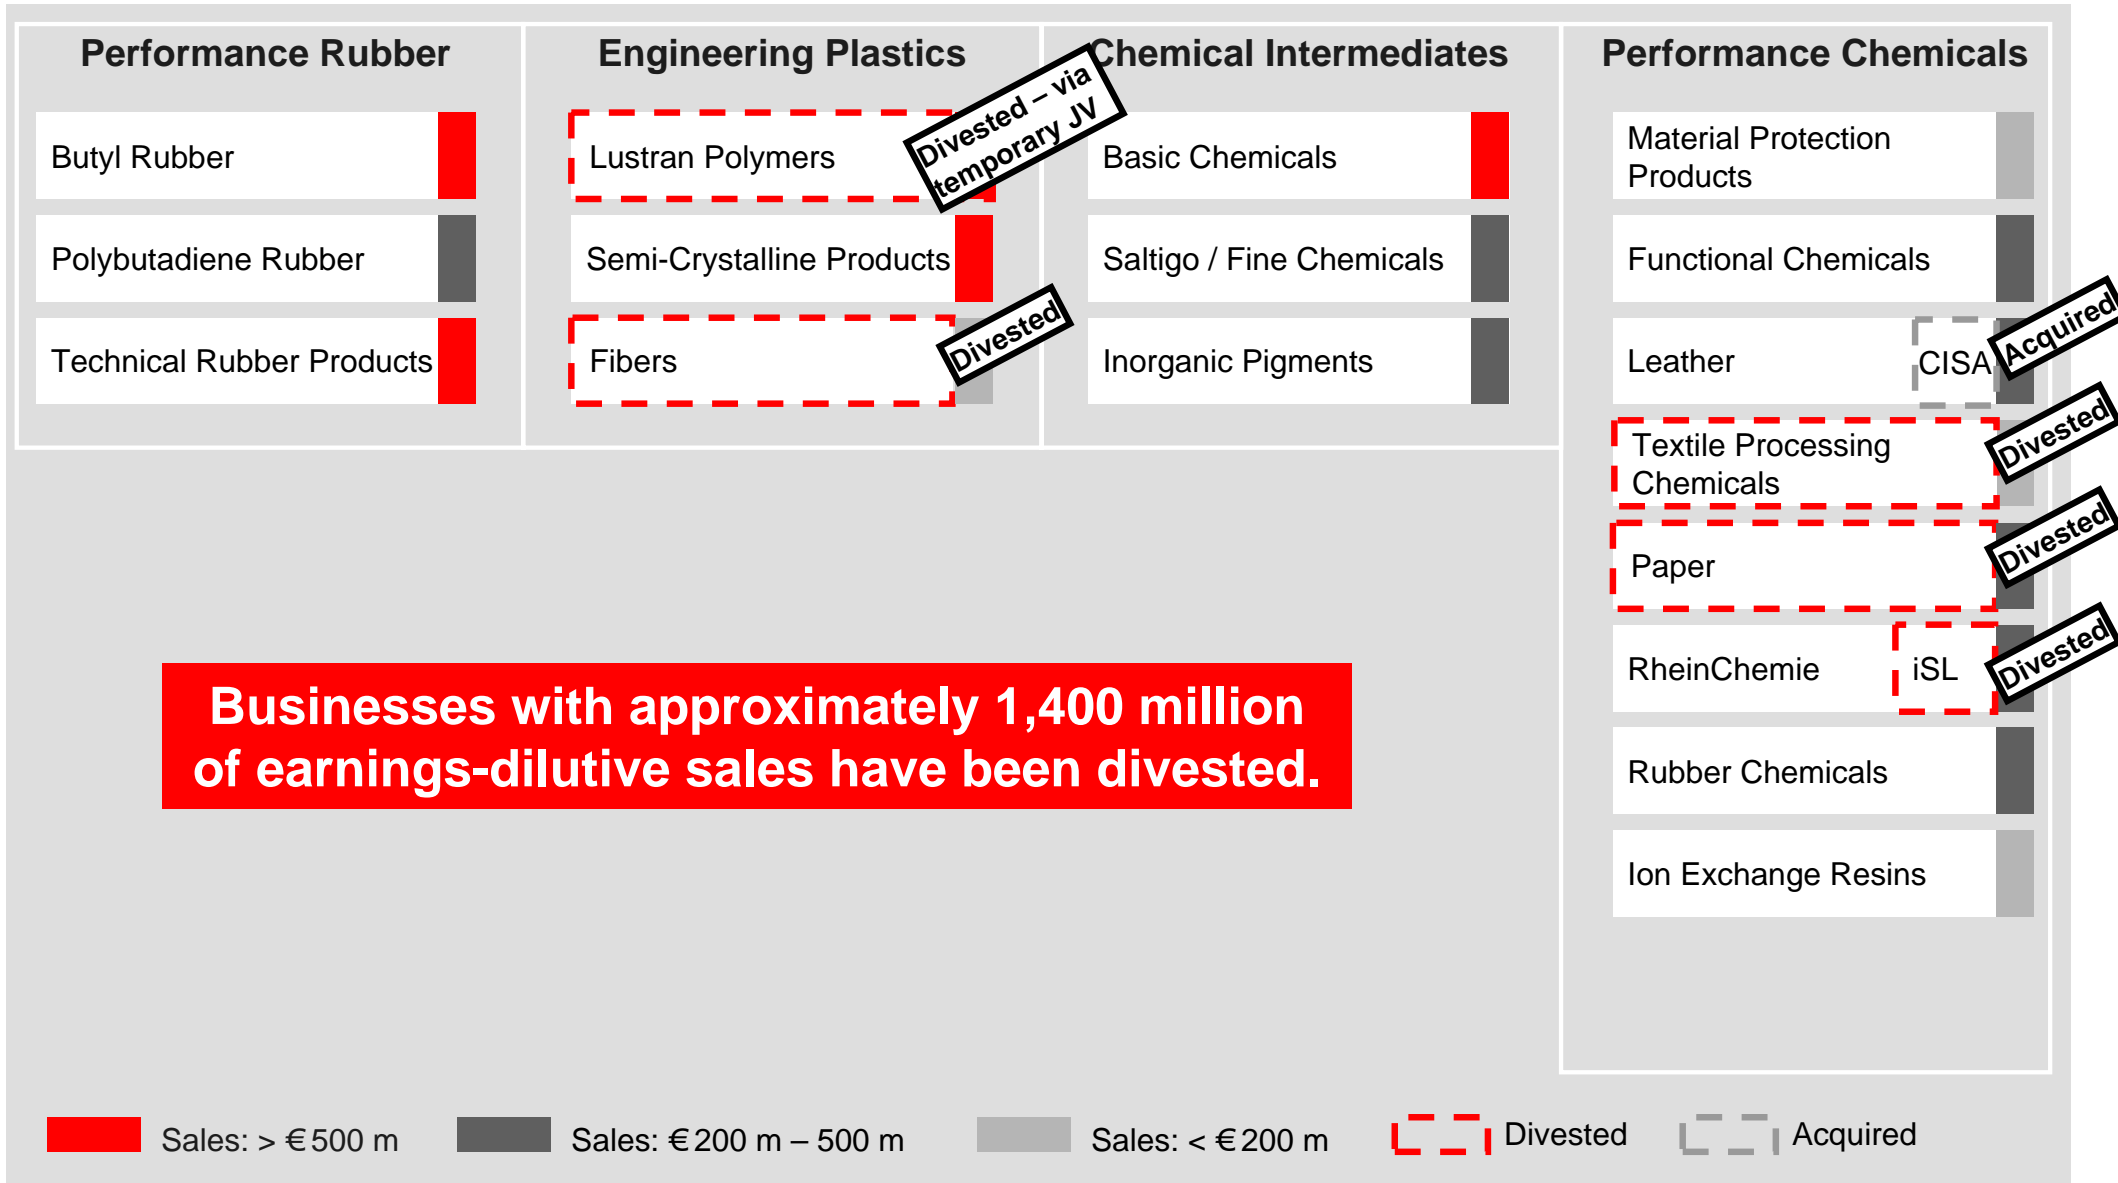 Performance Rubber
Butyl Rubber
Polybutadiene Rubber
Technical Rubber Products
Engineering Plastics
Lustran Polymers
Divested – via
temporary JV
Semi-Crystalline Products
Fibers
Divested
Chemical Intermediates
Basic Chemicals
Saltigo / Fine Chemicals
Inorganic Pigments
Performance Chemicals
Material Protection
Products
Functional Chemicals
Leather
CISA
Acquired
Textile Processing
Chemicals
Divested
Paper
Divested
RheinChemie
iSL
Divested
Rubber Chemicals
Ion Exchange Resins
Businesses with approximately 1,400 million
of earnings-dilutive sales have been divested.
Sales: > €500 m
Sales: €200 m – 500 m
Sales: < €200 m
Divested
Acquired